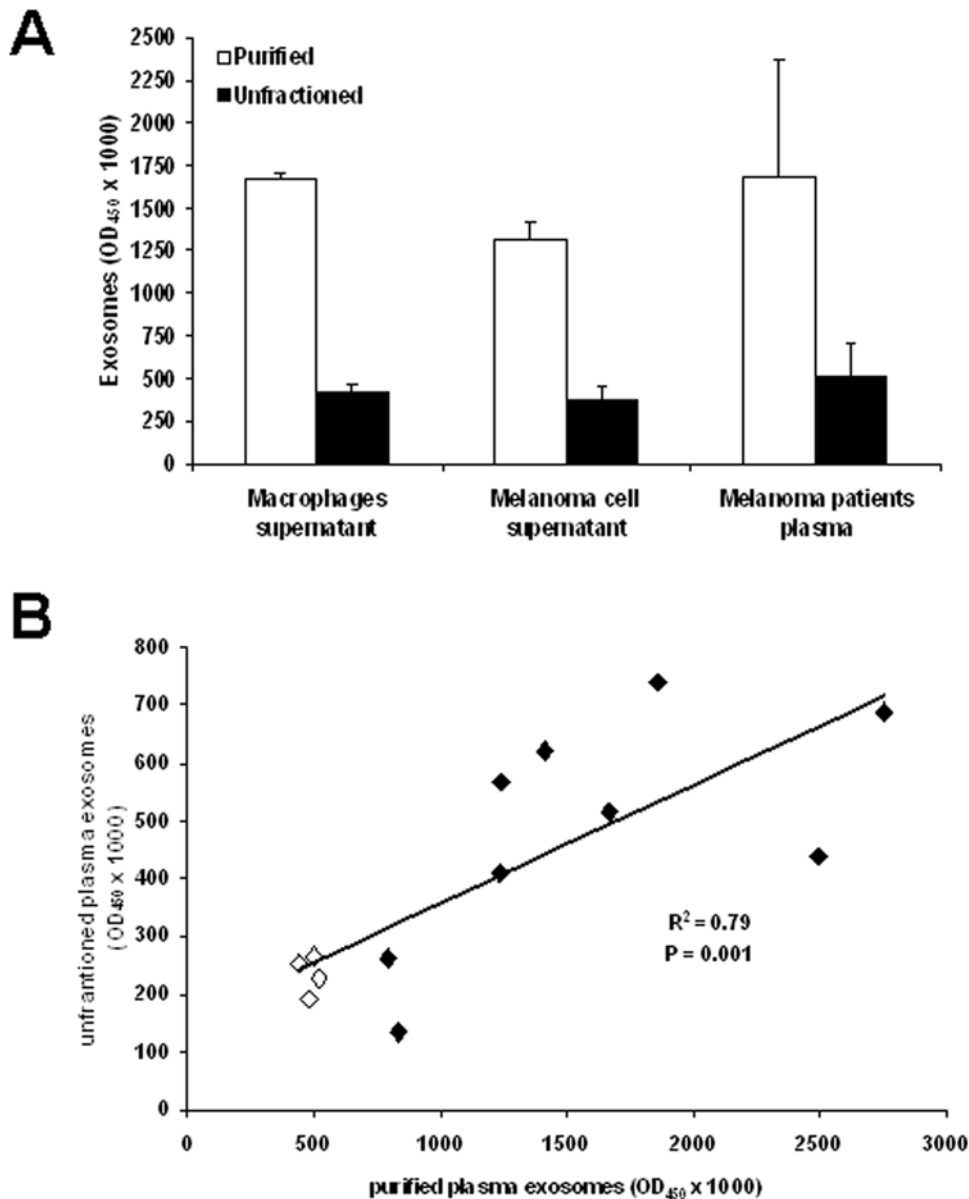 A
Exosomes (OD450 x 1000)
2500
2250
2000
1750
1500
1250
1000
750
500
250
0
Purified
Unfractioned
Macrophages
supernatant
Melanoma cell
supernatant
Melanoma patients
plasma
B
unfrantioned plasma exosomes
(OD450 x 1000)
800
700
600
500
400
300
200
100
0
R2 = 0.79
P = 0.001
0 500 1000 1500 2000 2500 3000
purified plasma exosomes (OD450 x 1000)